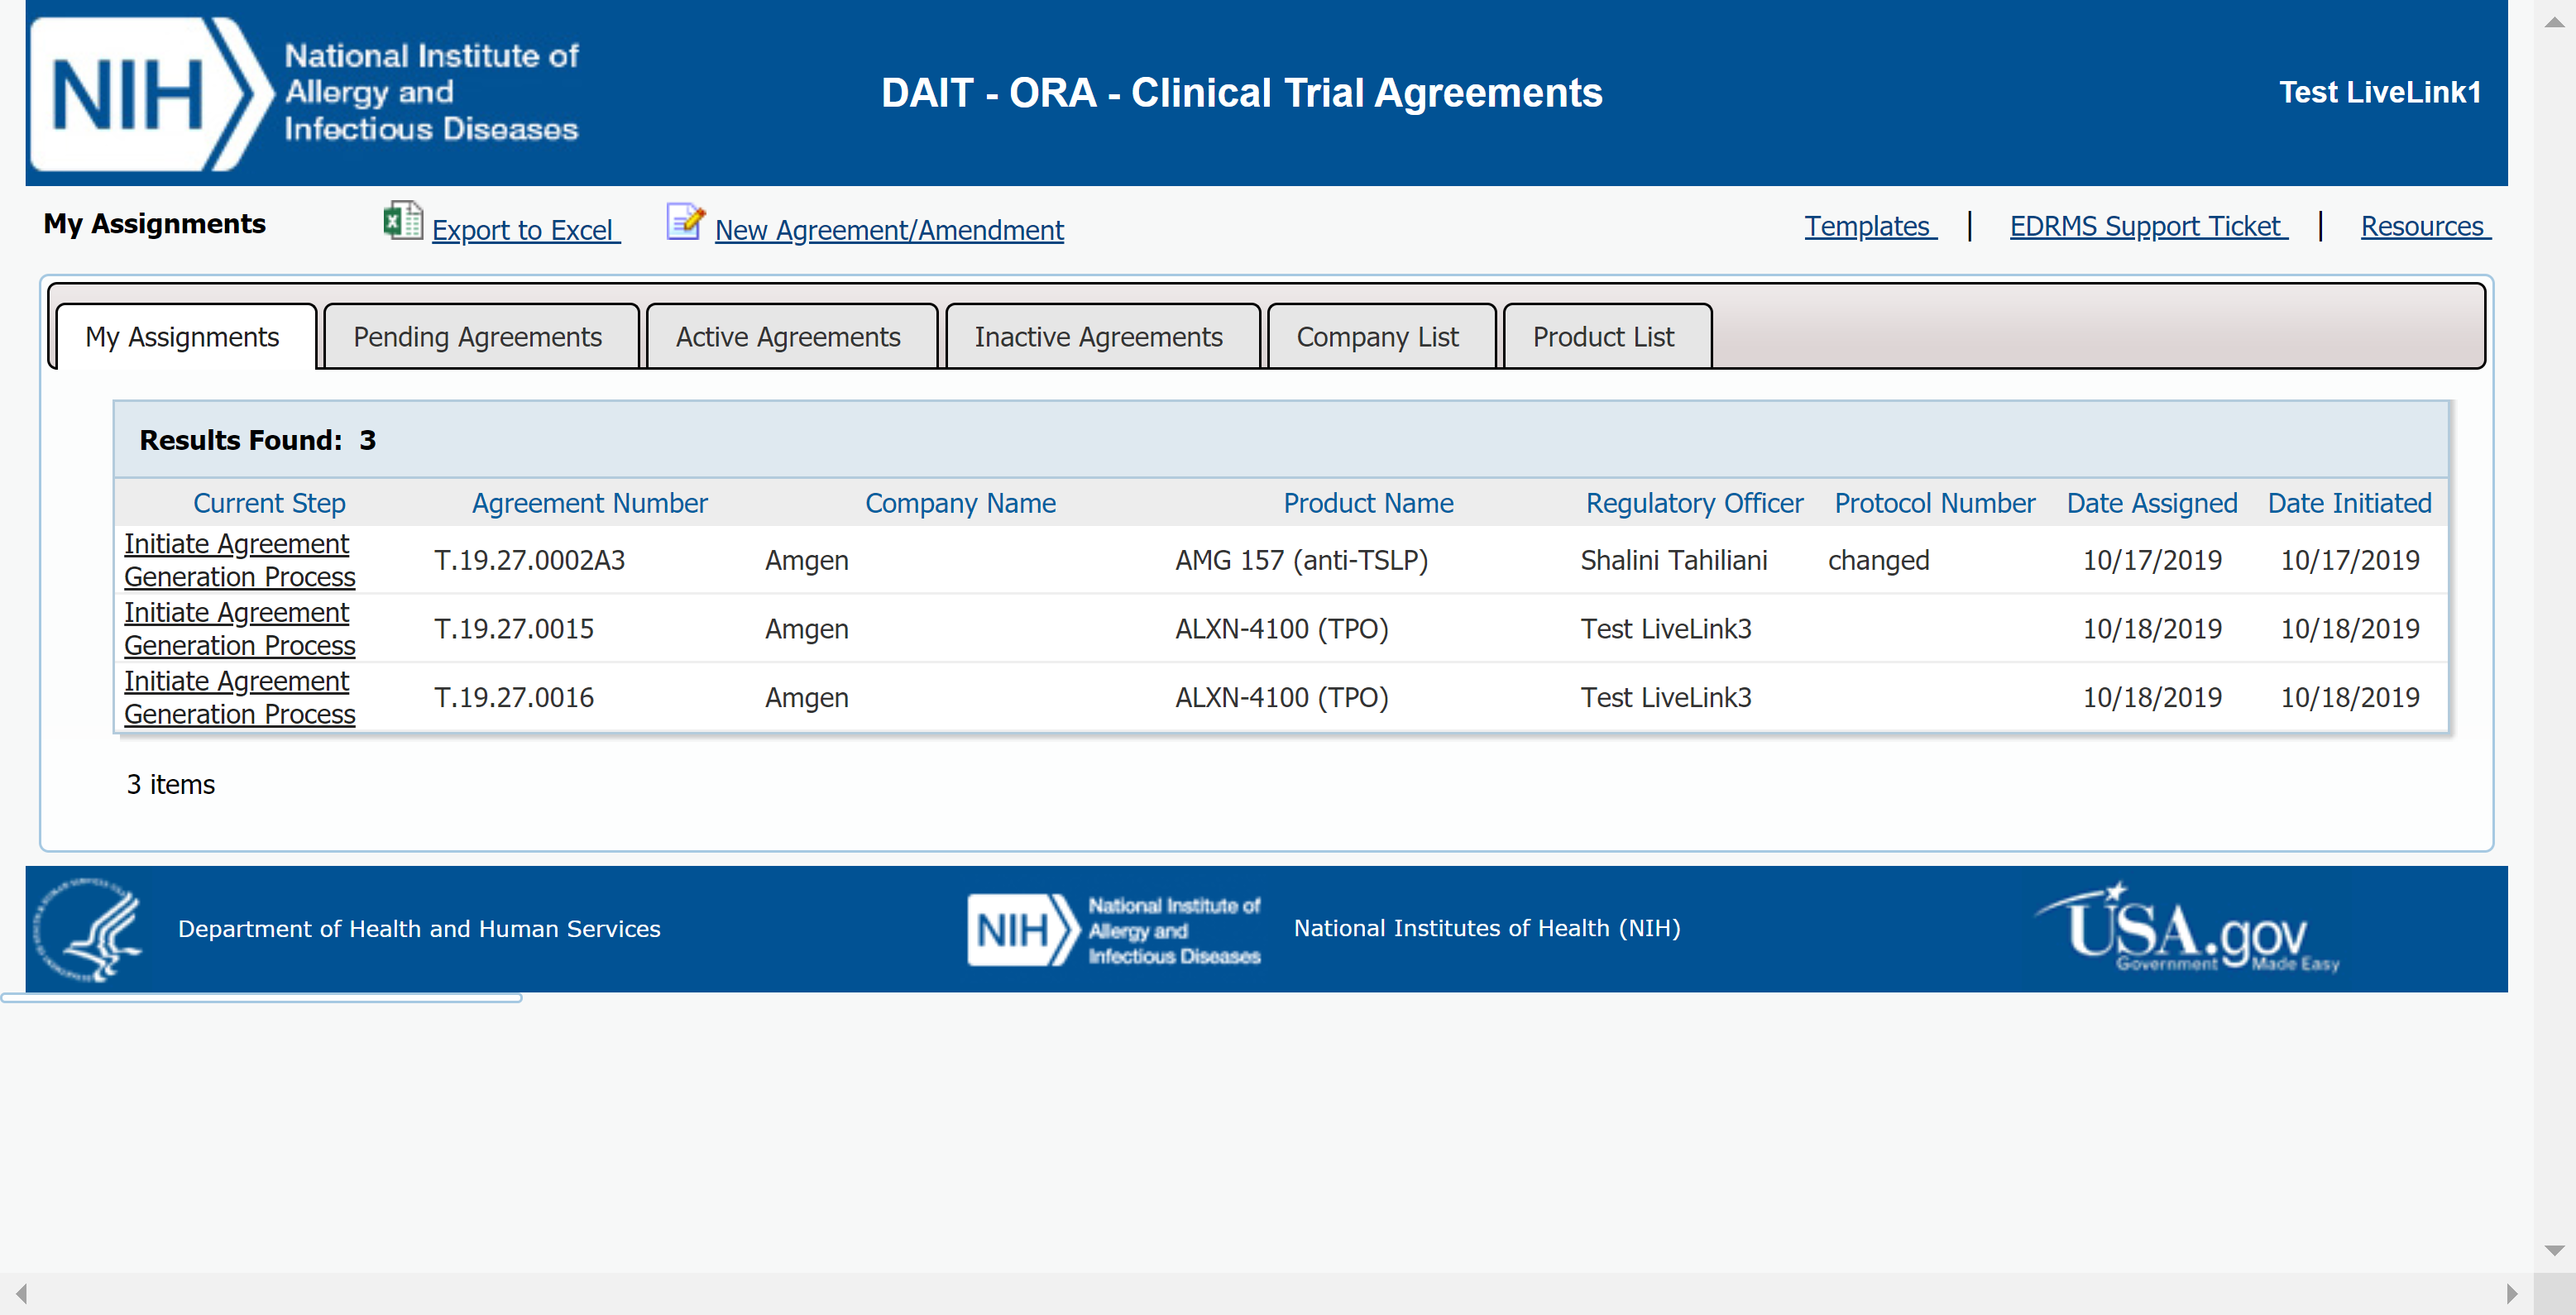 NIH National Institute of
Allergy and
Infectious Diseases
DAIT - ORA - Clinical Trial Agreements
Test LiveLink1
My Assignments
Export to Excel
New Agreement/Amendment
Templates | EDRMS Support Ticket | Resources
My Assignments
Pending Agreements
Active Agreements
Inactive Agreements
Company List
Product List
Results Found: 3
Current Step Agreement Number Company Name Product Name Regulatory Officer Protocol Number Date Assigned Date Initiated
Initiate Agreement
Generation Process T.19.27.0002A3 Amgen AMG 157 (anti-TSLP) Shalini Tahiliani changed 10/17/2019 10/17/2019
Initiate Agreement
Generation Process T.19.27.0015 Amgen ALXN-4100 (TPO) Test LiveLink3 10/18/2019 10/18/2019
Initiate Agreement
Generation Process T.19.27.0016 Amgen ALXN-4100 (TPO) Test LiveLink3 10/18/2019 10/18/2019
3 items
Department of Health and Human Services
NIH National Institute of
Allergy and
Infectious Diseases
National Institutes of Health (NIH)
USA.gov
Government Made Easy